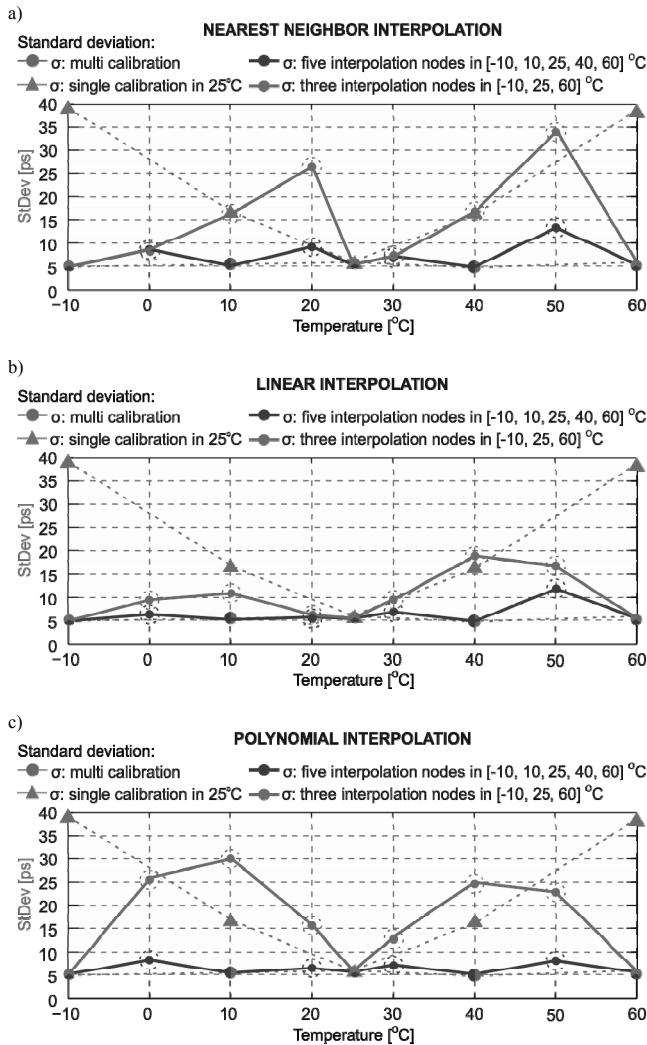 a)
NEAREST NEIGHBOR INTERPOLATION
Standard deviation:
σ: multi calibration
σ: five interpolation nodes in [-10, 10, 25, 40, 60] °C
σ: single calibration in 25°C
σ: three interpolation nodes in [-10, 25, 60] °C
StDev [ps]
40
35
30
25
20
15
10
5
0
−10 0 10 20 30 40 50 60
Temperature [°C]
b)
LINEAR INTERPOLATION
Standard deviation:
σ: multi calibration
σ: five interpolation nodes in [-10, 10, 25, 40, 60] °C
σ: single calibration in 25°C
σ: three interpolation nodes in [-10, 25, 60] °C
StDev [ps]
40
35
30
25
20
15
10
5
0
−10 0 10 20 30 40 50 60
Temperature [°C]
c)
POLYNOMIAL INTERPOLATION
Standard deviation:
σ: multi calibration
σ: five interpolation nodes in [-10, 10, 25, 40, 60] °C
σ: single calibration in 25°C
σ: three interpolation nodes in [-10, 25, 60] °C
StDev [ps]
40
35
30
25
20
15
10
5
0
−10 0 10 20 30 40 50 60
Temperature [°C]